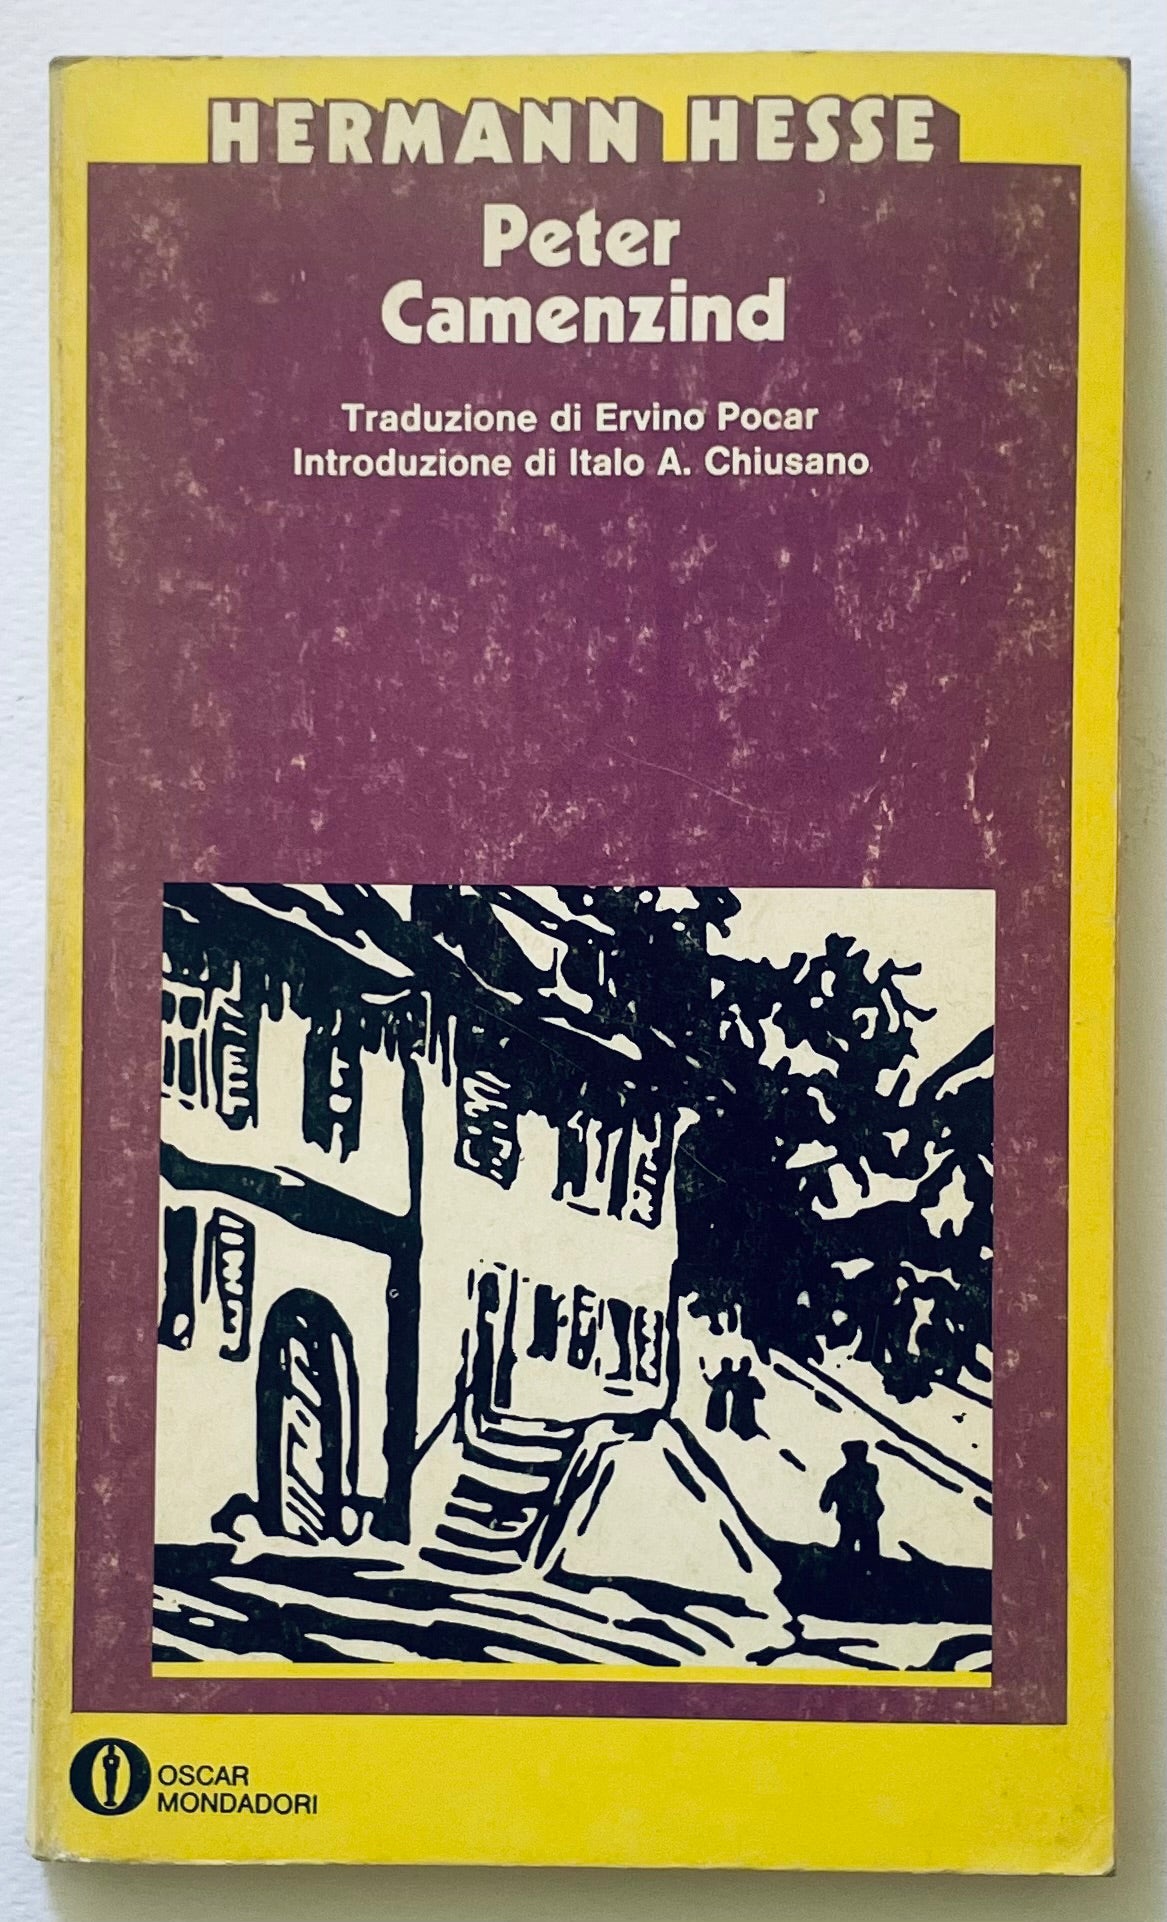 HERMANN HESSE
Peter
Camenzind
Traduzione di Ervino Pocar
Introduzione di Italo A. Chiusano
OSCAR
MONDADORI